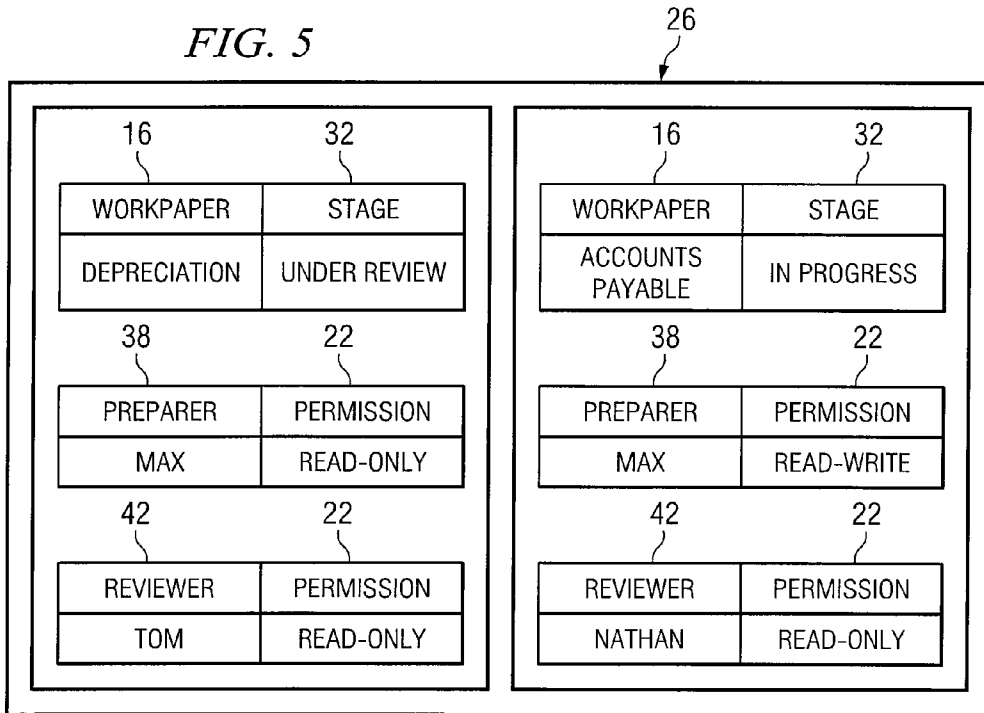 FIG. 5
26
16 32
WORKPAPER STAGE
DEPRECIATION UNDER REVIEW
38 22
PREPARER PERMISSION
MAX READ-ONLY
42 22
REVIEWER PERMISSION
TOM READ-ONLY
16 32
WORKPAPER STAGE
ACCOUNTS
PAYABLE IN PROGRESS
38 22
PREPARER PERMISSION
MAX READ-WRITE
42 22
REVIEWER PERMISSION
NATHAN READ-ONLY